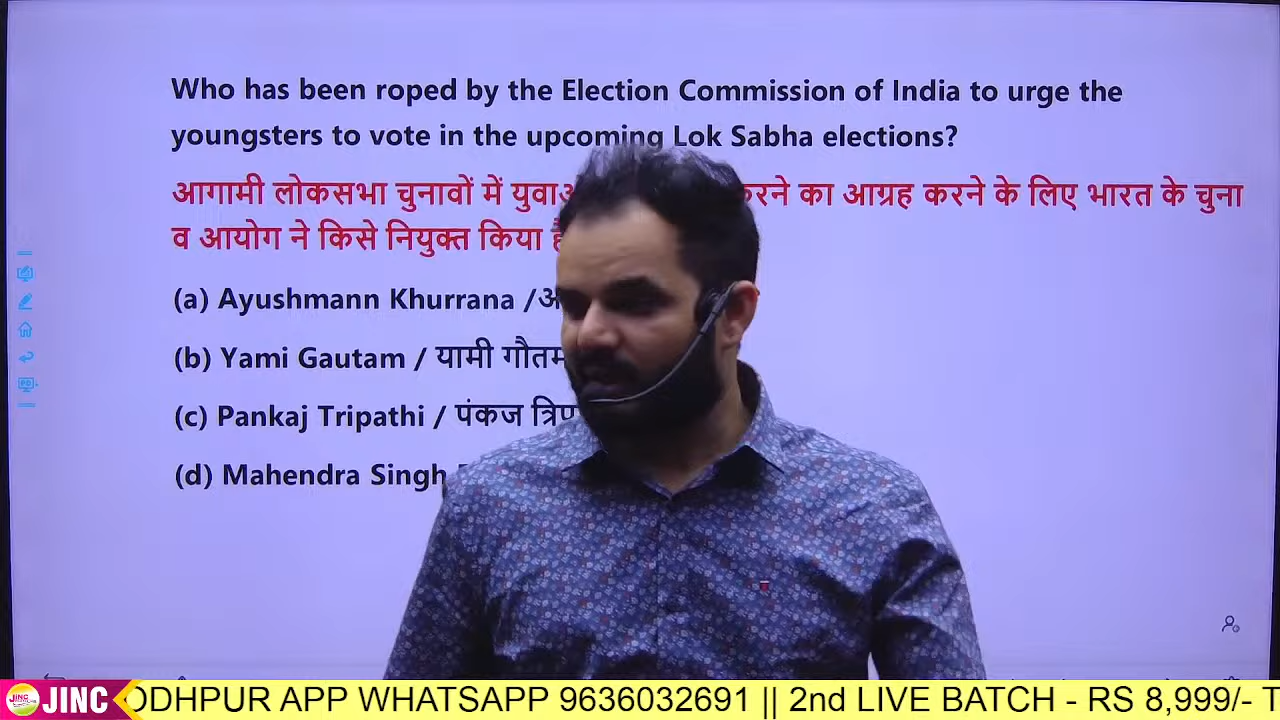 Who has been roped by the Election Commission of India to urge the
youngsters to vote in the upcoming Lok Sabha elections?
आगामी लोकसभा चुनावों में करने का आग्रह करने के लिए भारत के चुना
व आयोग ने किसे नियुक्त किया
(a) Ayushmann Khurrana /
(b) Yami Gautam / यामी गौतम
(c) Pankaj Tripathi / पंकज
(d) Mahendra Singh
JINC ODHPUR APP WHATSAPP 9636032691 || 2nd LIVE BATCH - RS 8,999/-